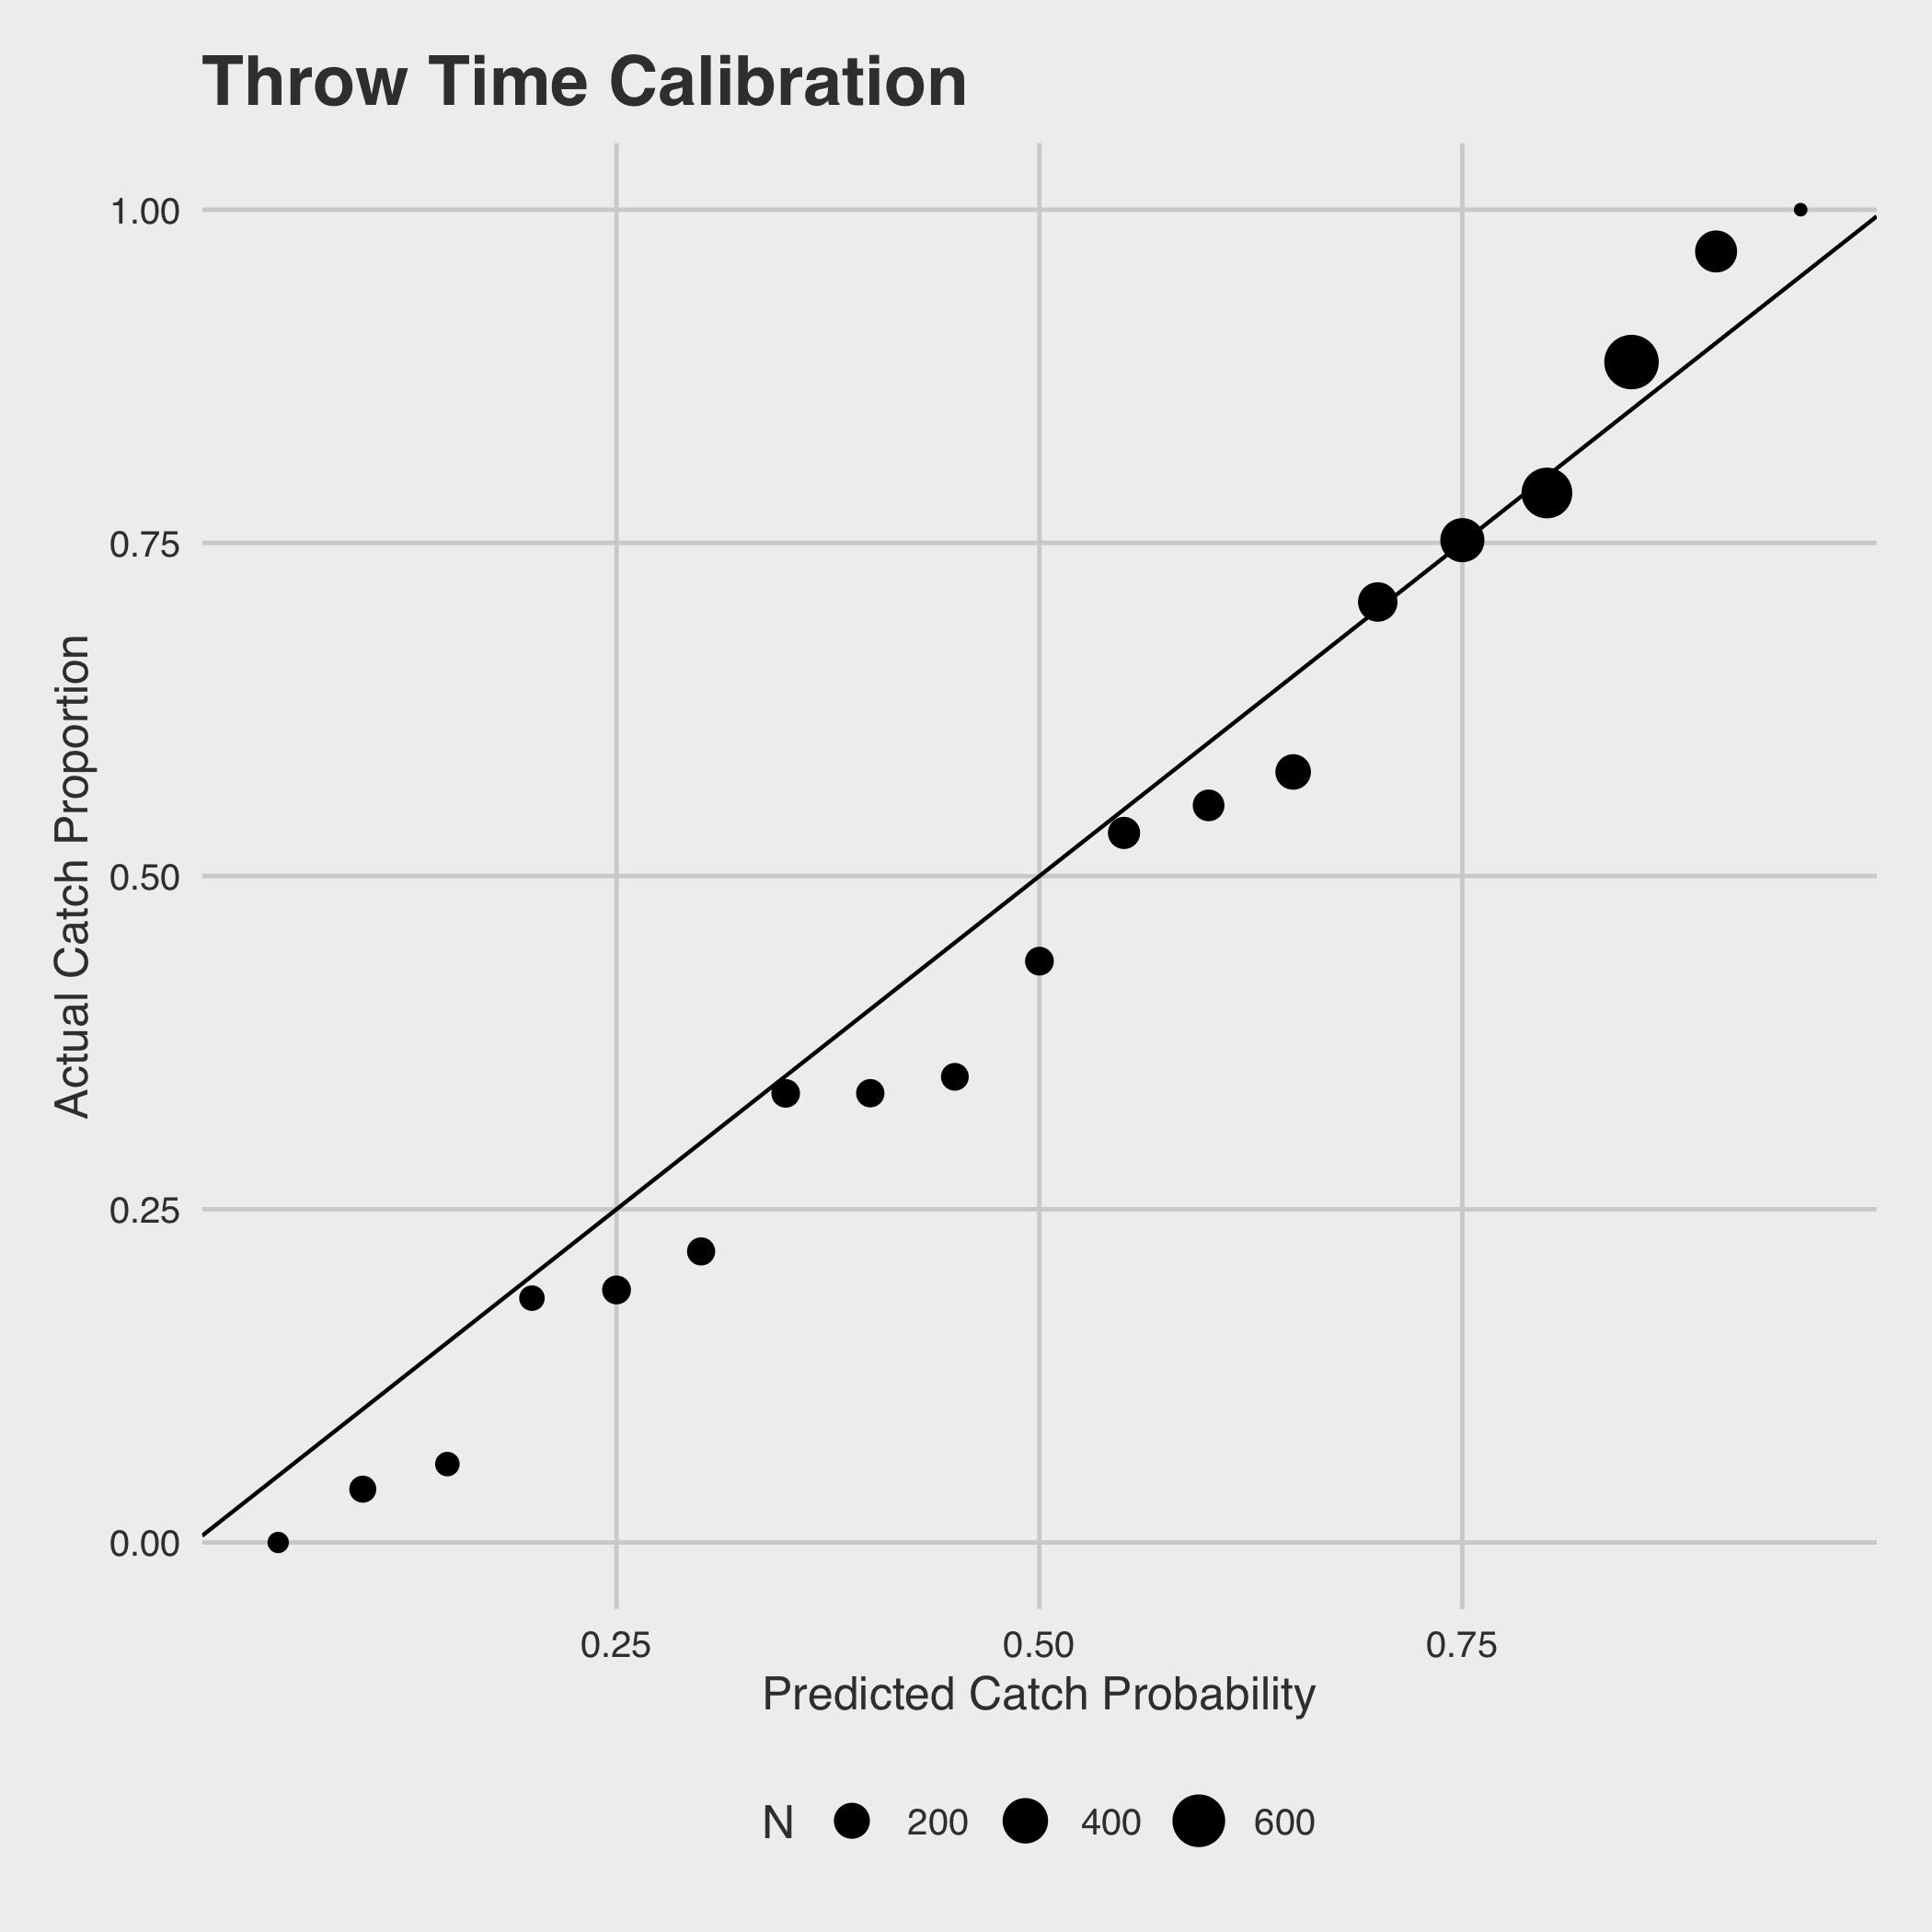 Throw Time Calibration
1.00
0.75
0.50
0.25
0.00
Actual Catch Proportion
0.25 0.50 0.75
Predicted Catch Probability
N 200 400 600